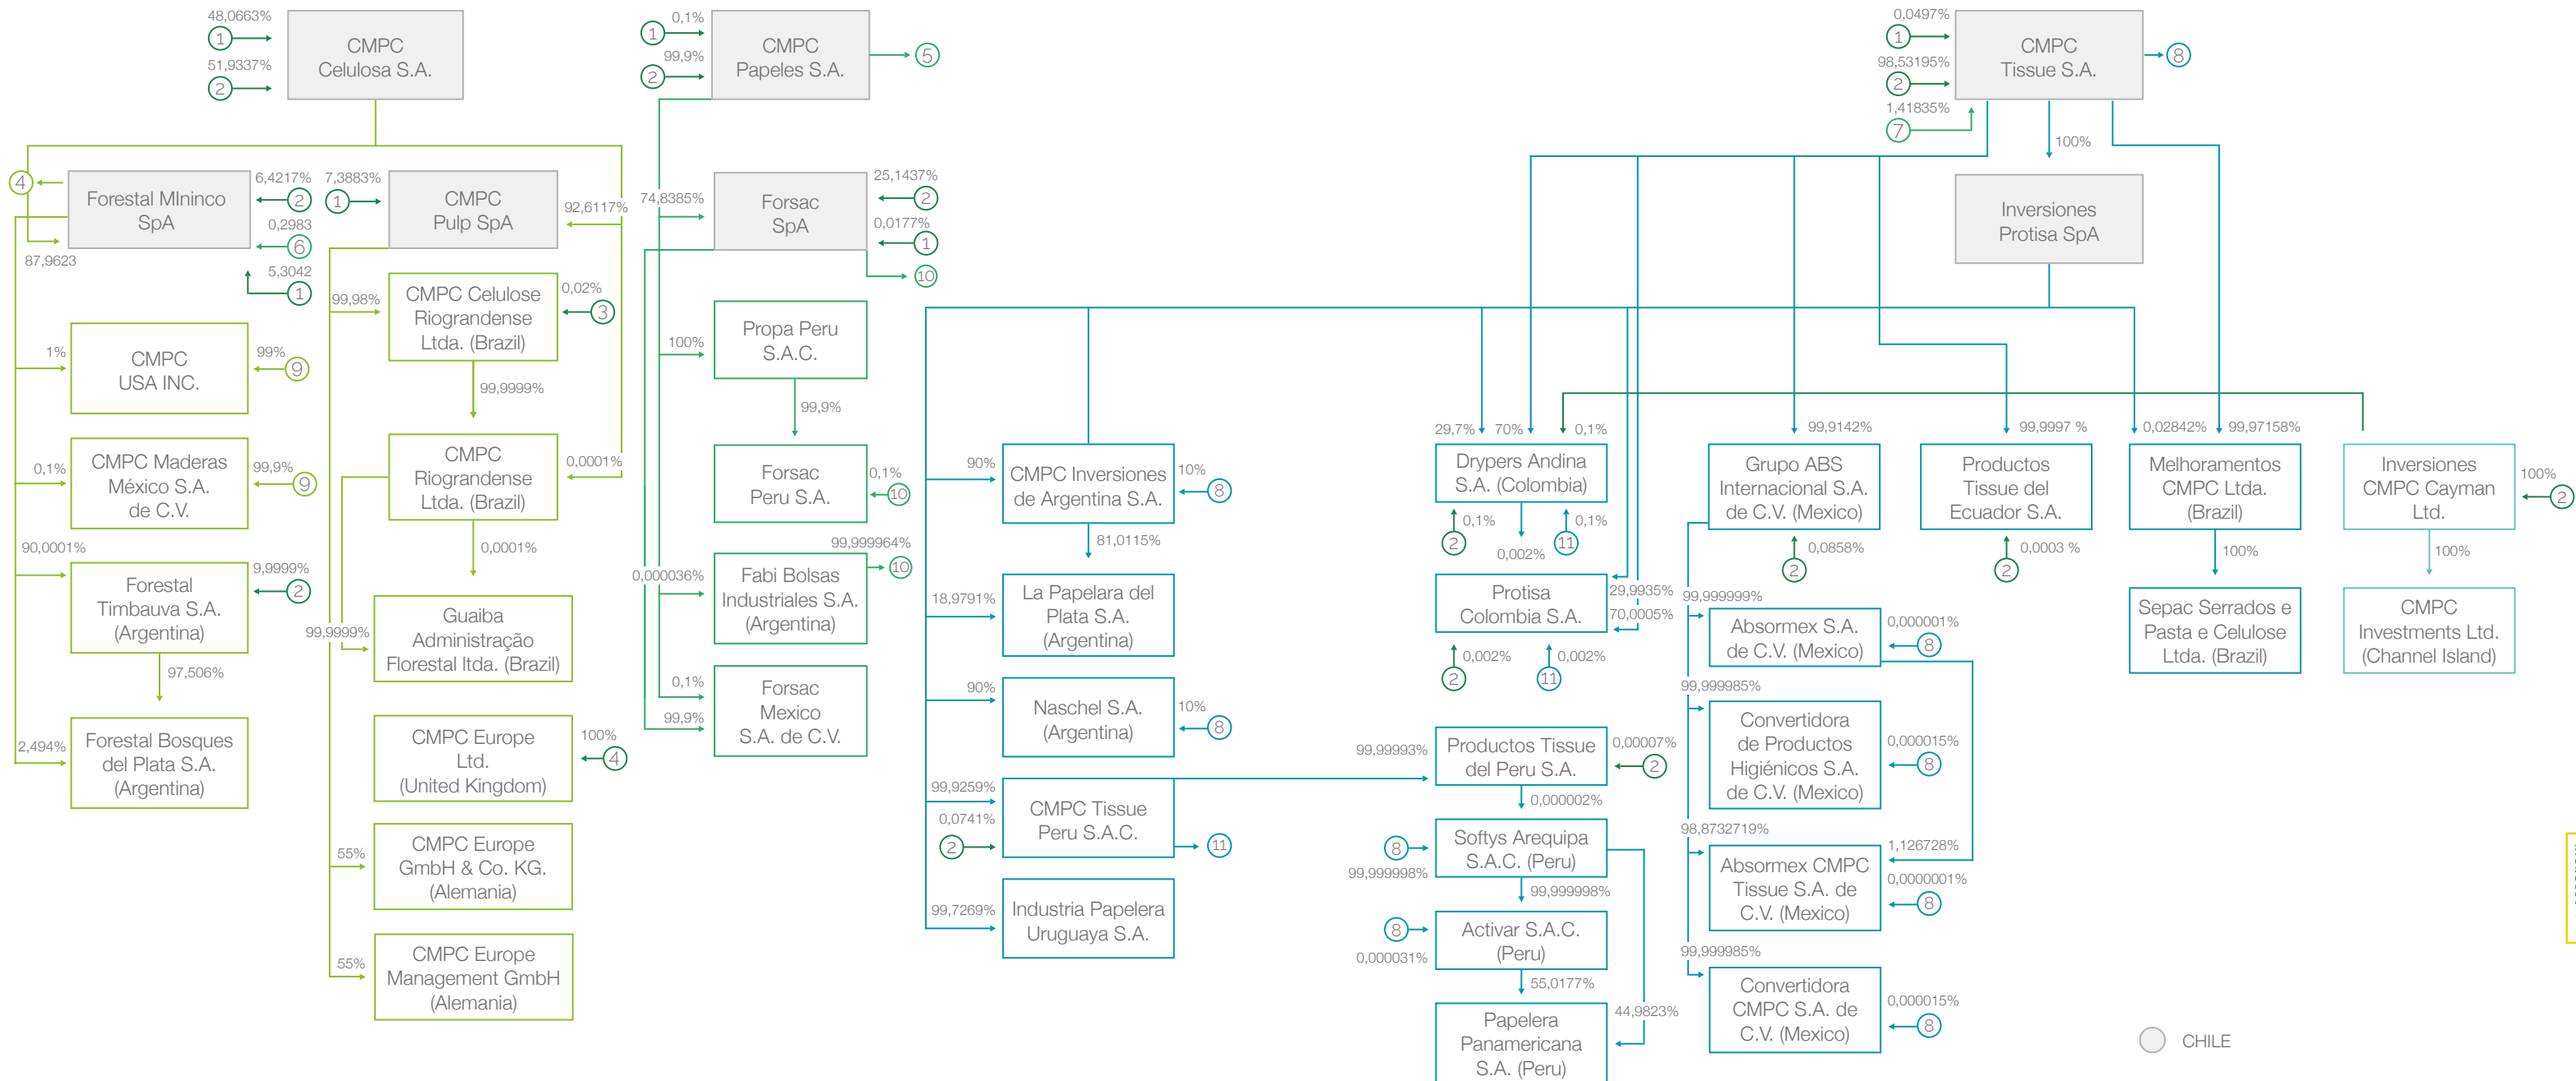 48,0663%
1
51,9337%
2
CMPC
Celulosa S.A.
0,1%
1
99,9%
2
CMPC
Papeles S.A.
5
0,0497%
1
98,53195%
2
1,41835%
7
CMPC
Tissue S.A.
8
100%
4
Forestal MIninco
SpA
6,4217%
2
0,2983
6
5,3042
1
87,9623
7,3883%
1
CMPC
Pulp SpA
92,6117%
74,8385%
Forsac
SpA
25,1437%
2
0,0177%
1
10
Inversiones
Protisa SpA
99,98%
CMPC Celulose
Riograndense
Ltda. (Brazil)
0,02%
3
99,9999%
1%
CMPC
USA INC.
99%
9
100%
Propa Peru
S.A.C.
99,9%
0,1%
CMPC Maderas
México S.A.
de C.V.
99,9%
9
CMPC
Riograndense
Ltda. (Brazil)
0,0001%
0,0001%
Forsac
Peru S.A.
0,1%
10
90%
CMPC Inversiones
de Argentina S.A.
10%
8
81,0115%
29,7%
70%
0,1%
Drypers Andina
S.A. (Colombia)
0,1%
2
0,002%
0,1%
11
99,9142%
Grupo ABS
Internacional S.A.
de C.V. (Mexico)
0,0858%
2
99,9997 %
Productos
Tissue del
Ecuador S.A.
0,0003 %
2
0,02842%
99,97158%
Melhoramentos
CMPC Ltda.
(Brazil)
100%
Inversiones
CMPC Cayman
Ltd.
100%
2
100%
90,0001%
Forestal
Timbauva S.A.
(Argentina)
9,9999%
2
97,506%
99,9999%
Guaiba
Administração
Florestal ltda. (Brazil)
0,000036%
Fabi Bolsas
Industriales S.A.
(Argentina)
99,999964%
10
18,9791%
La Papelara del
Plata S.A.
(Argentina)
Protisa
Colombia S.A.
29,9935%
70,0005%
0,002%
2
0,002%
11
99,999999%
Absormex S.A.
de C.V. (Mexico)
0,000001%
8
Sepac Serrados e
Pasta e Celulose
Ltda. (Brazil)
CMPC
Investments Ltd.
(Channel Island)
2,494%
Forestal Bosques
del Plata S.A.
(Argentina)
CMPC Europe
Ltd.
(United Kingdom)
100%
4
0,1%
99,9%
Forsac
Mexico
S.A. de C.V.
90%
Naschel S.A.
(Argentina)
10%
8
99,99993%
Productos Tissue
del Peru S.A.
0,00007%
2
0,000002%
99,999985%
Convertidora
de Productos
Higiénicos S.A.
de C.V. (Mexico)
0,000015%
8
99,9259%
0,0741%
2
CMPC Tissue
Peru S.A.C.
11
8
99,999998%
Softys Arequipa
S.A.C. (Peru)
99,999998%
98,8732719%
Absormex CMPC
Tissue S.A. de
C.V. (Mexico)
1,126728%
0,0000001%
8
55%
CMPC Europe
GmbH & Co. KG.
(Alemania)
99,7269%
Industria Papelera
Uruguaya S.A.
8
0,000031%
Activar S.A.C.
(Peru)
55,0177%
55%
CMPC Europe
Management GmbH
(Alemania)
Papelera
Panamericana
S.A. (Peru)
44,9823%
99,999985%
Convertidora
CMPC S.A. de
C.V. (Mexico)
0,000015%
8
CHILE